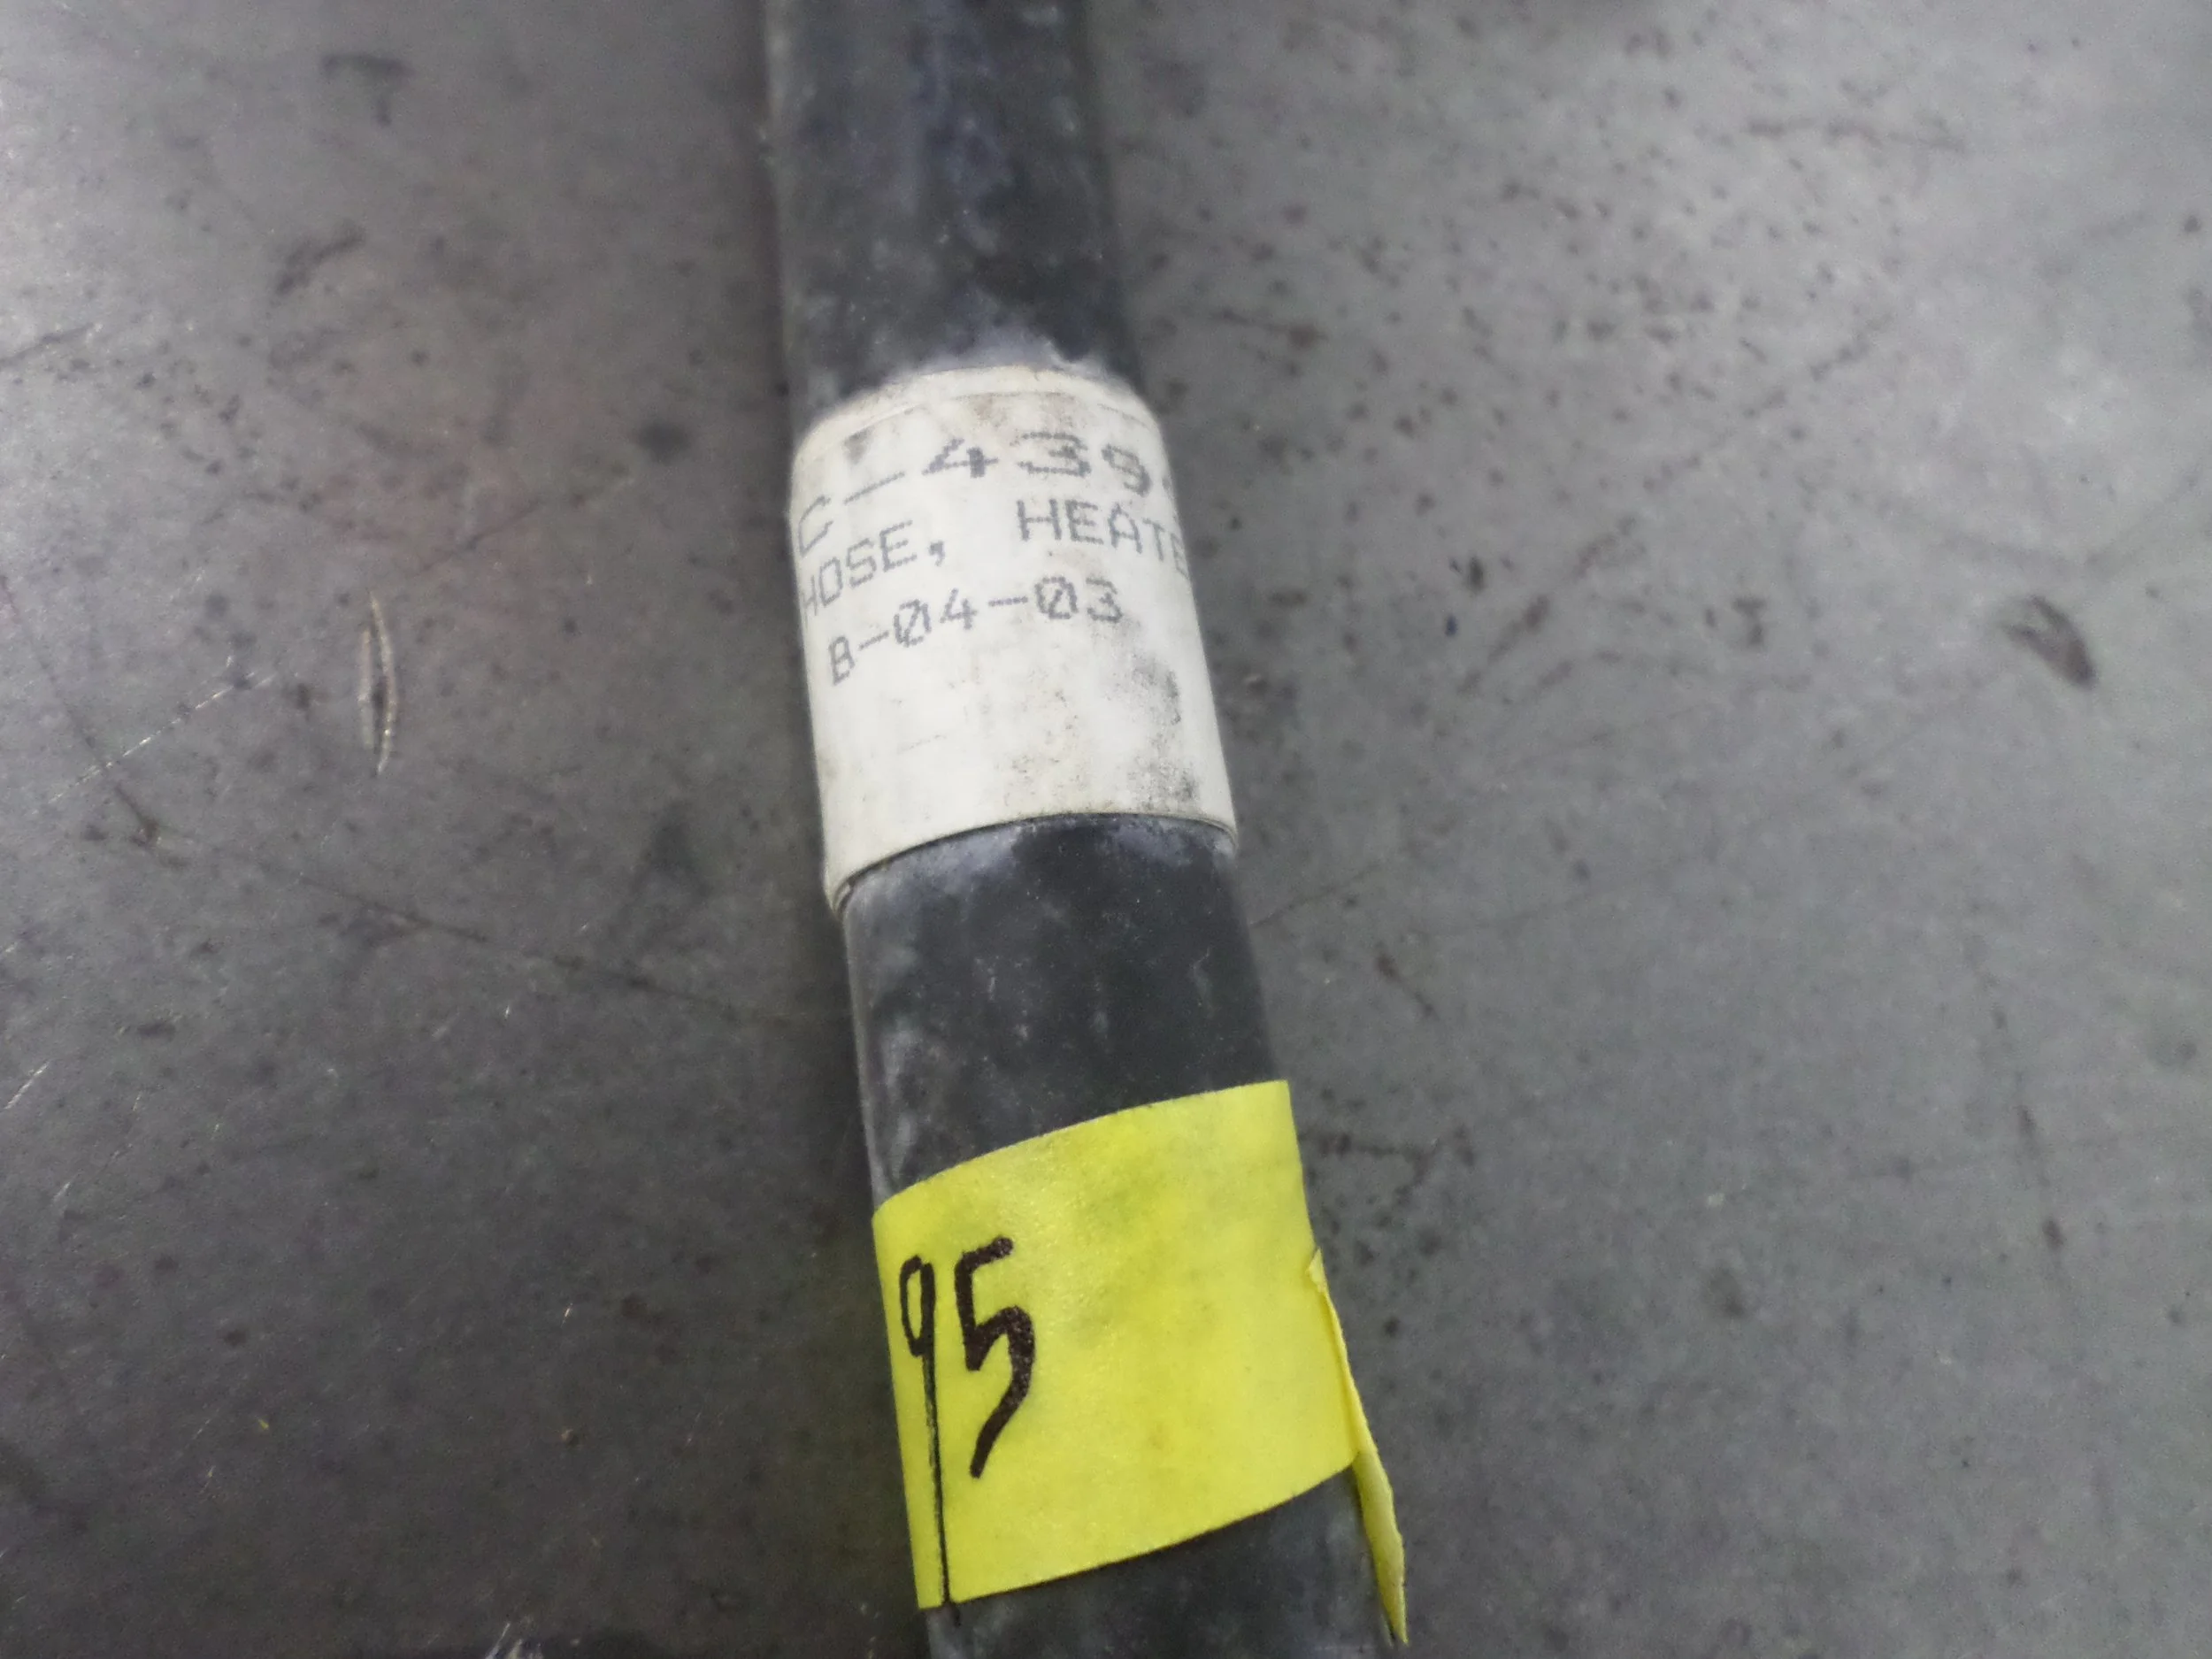 C-439
HOSE, HEATE
B-04-03
95